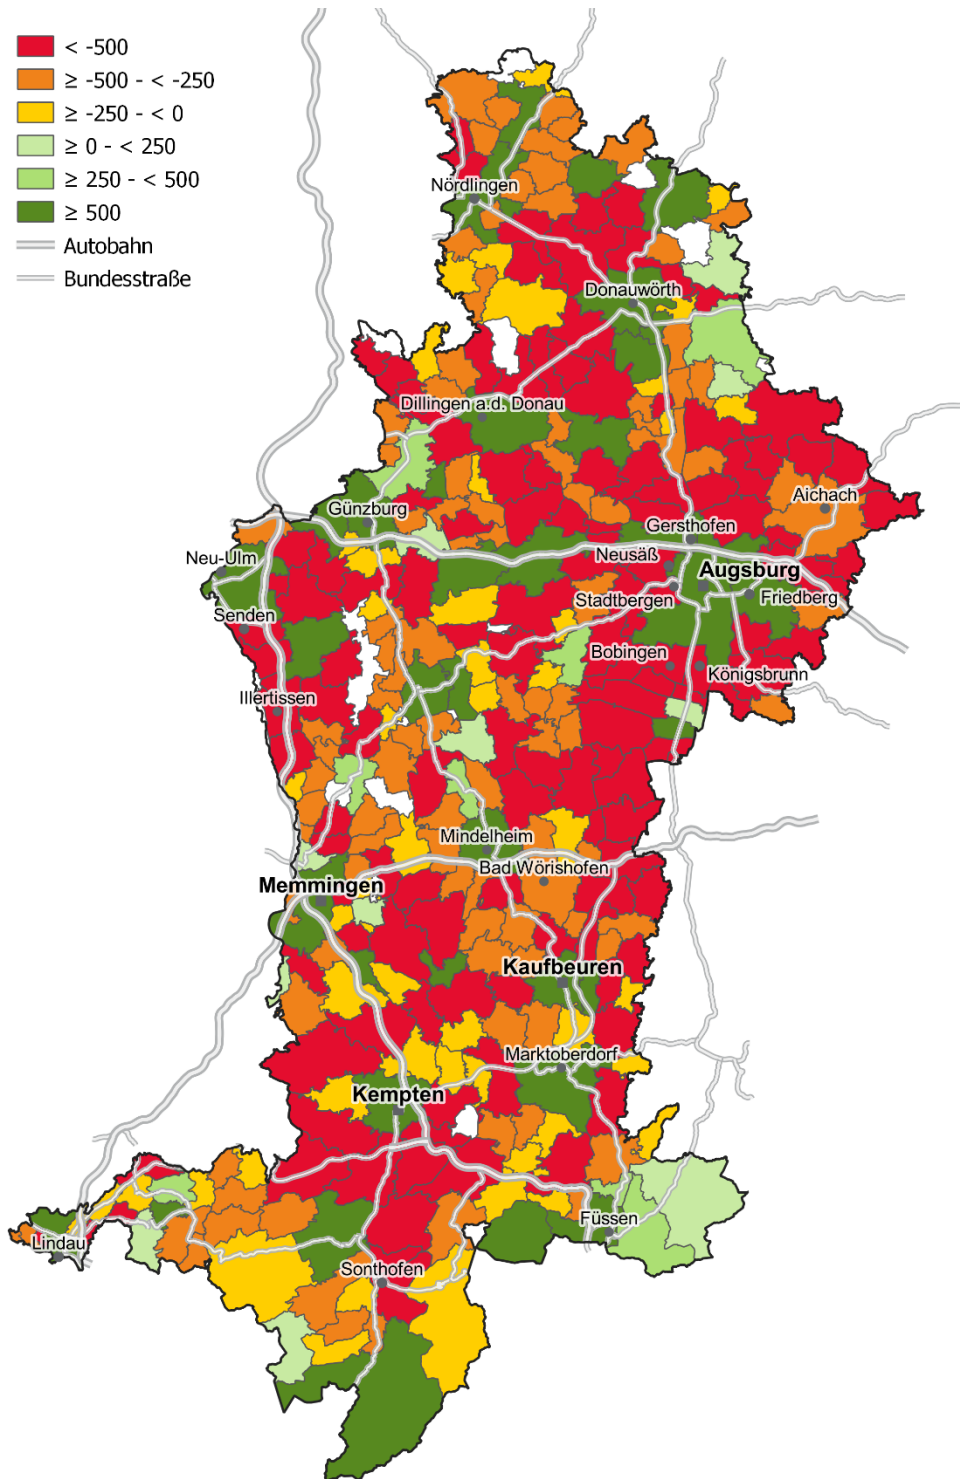 < -500
≥ -500 - < -250
≥ -250 - < 0
≥ 0 - < 250
≥ 250 - < 500
≥ 500
Autobahn
Bundesstraße
Nördlingen
Donauwörth
Dillingen a.d. Donau
Aichach
Günzburg
Gersthofen
Neusäß
Neu-Ulm
Augsburg
Stadtbergen
Friedberg
Senden
Bobingen
Königsbrunn
Illertissen
Mindelheim
Bad Wörishofen
Memmingen
Kaufbeuren
Marktoberdorf
Kempten
Füssen
Lindau
Sonthofen